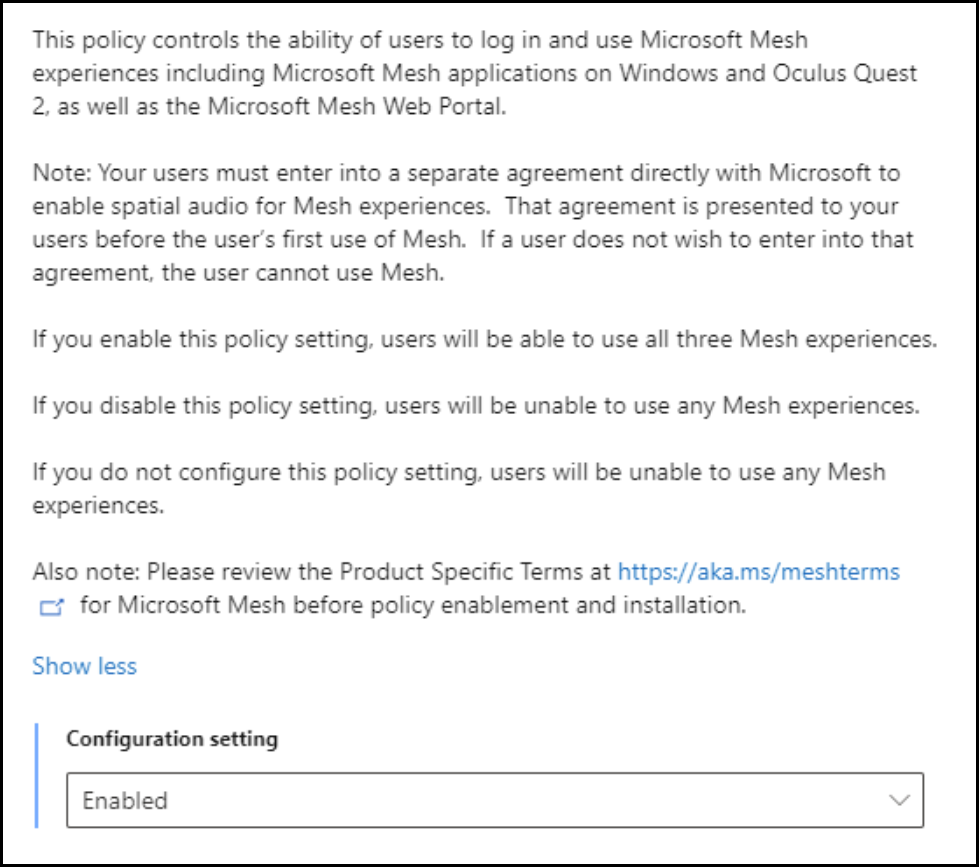 This policy controls the ability of users to log in and use Microsoft Mesh
experiences including Microsoft Mesh applications on Windows and Oculus Quest
2, as well as the Microsoft Mesh Web Portal.
Note: Your users must enter into a separate agreement directly with Microsoft to
enable spatial audio for Mesh experiences.  That agreement is presented to your
users before the user’s first use of Mesh.  If a user does not wish to enter into that
agreement, the user cannot use Mesh.
If you enable this policy setting, users will be able to use all three Mesh experiences.
If you disable this policy setting, users will be unable to use any Mesh experiences.
If you do not configure this policy setting, users will be unable to use any Mesh
experiences.
Also note: Please review the Product Specific Terms at https://aka.ms/meshterms
for Microsoft Mesh before policy enablement and installation.
Show less
Configuration setting
Enabled